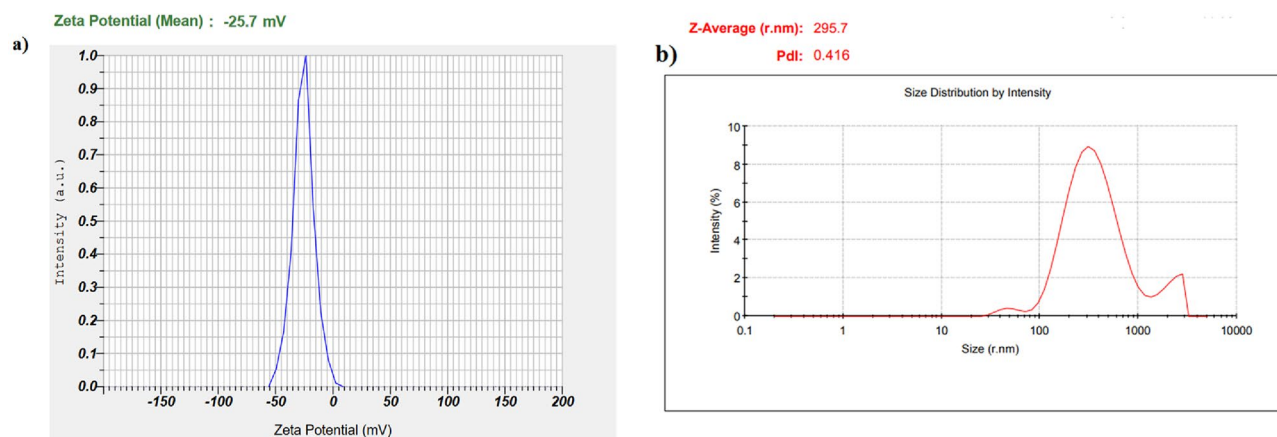 Zeta Potential (Mean) : -25.7 mV
a)
1.0
0.9
0.8
0.7
0.6
0.5
0.4
0.3
0.2
0.1
0.0
Intensity (a.u.)
-150 -100 -50 0 50 100 150 200
Zeta Potential (mV)
Z-Average (r.nm): 295.7
PdI: 0.416
b)
Size Distribution by Intensity
10
8
6
4
2
0
Intensity (%)
0.1 1 10 100 1000 10000
Size (r.nm)